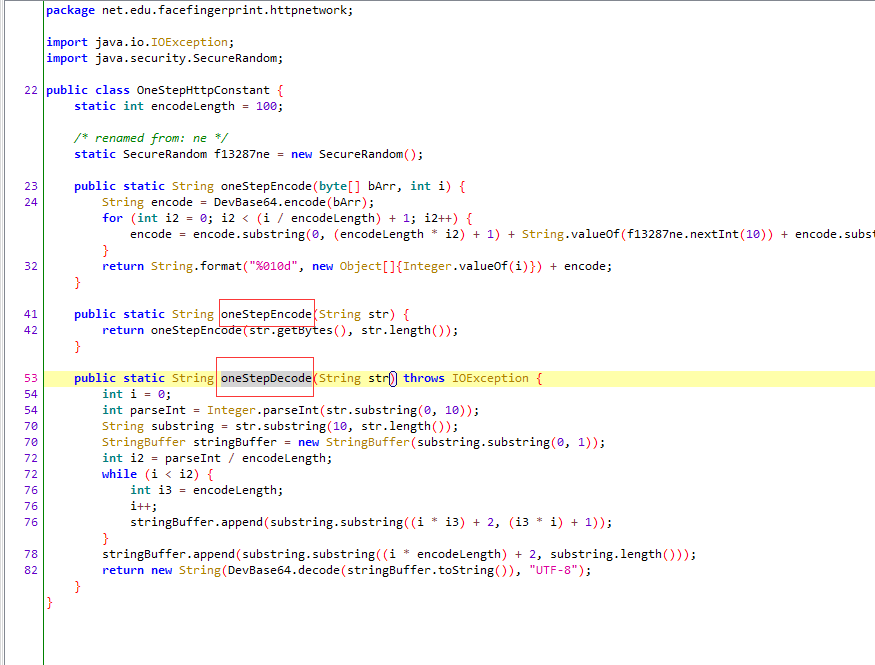 package net.edu.facefingerprint.httpnetwork;
import java.io.IOException;
import java.security.SecureRandom;
22 public class OneStepHttpConstant {
static int encodeLength = 100;
/* renamed from: ne */
static SecureRandom f13287ne = new SecureRandom();
23 public static String oneStepEncode(byte[] bArr, int i) {
24 String encode = DevBase64.encode(bArr);
for (int i2 = 0; i2 < (i / encodeLength) + 1; i2++) {
encode = encode.substring(0, (encodeLength * i2) + 1) + String.valueOf(f13287ne.nextInt(10)) + encode.subst
}
32 return String.format("%010d", new Object[]{Integer.valueOf(i)}) + encode;
}
41 public static String oneStepEncode(String str) {
42 return oneStepEncode(str.getBytes(), str.length());
}
53 public static String oneStepDecode(String str) throws IOException {
54 int i = 0;
54 int parseInt = Integer.parseInt(str.substring(0, 10));
70 String substring = str.substring(10, str.length());
70 StringBuffer stringBuffer = new StringBuffer(substring.substring(0, 1));
72 int i2 = parseInt / encodeLength;
72 while (i < i2) {
76 int i3 = encodeLength;
76 i++;
76 stringBuffer.append(substring.substring((i * i3) + 2, (i3 * i) + 1));
}
78 stringBuffer.append(substring.substring((i * encodeLength) + 2, substring.length()));
82 return new String(DevBase64.decode(stringBuffer.toString()), "UTF-8");
}
}